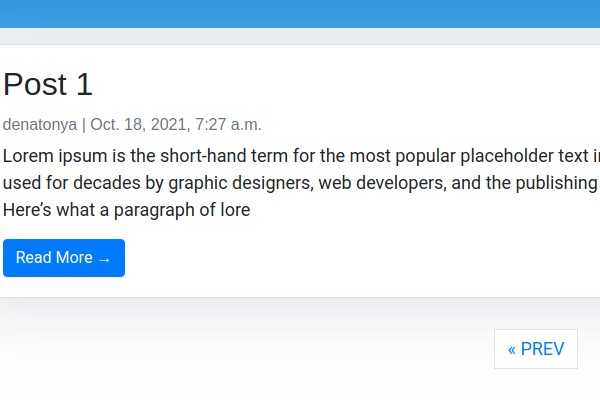 Post 1
denatonya | Oct. 18, 2021, 7:27 a.m.
Lorem ipsum is the short-hand term for the most popular placeholder text
used for decades by graphic designers, web developers, and the publishing
Here’s what a paragraph of lore
Read More →
« PREV